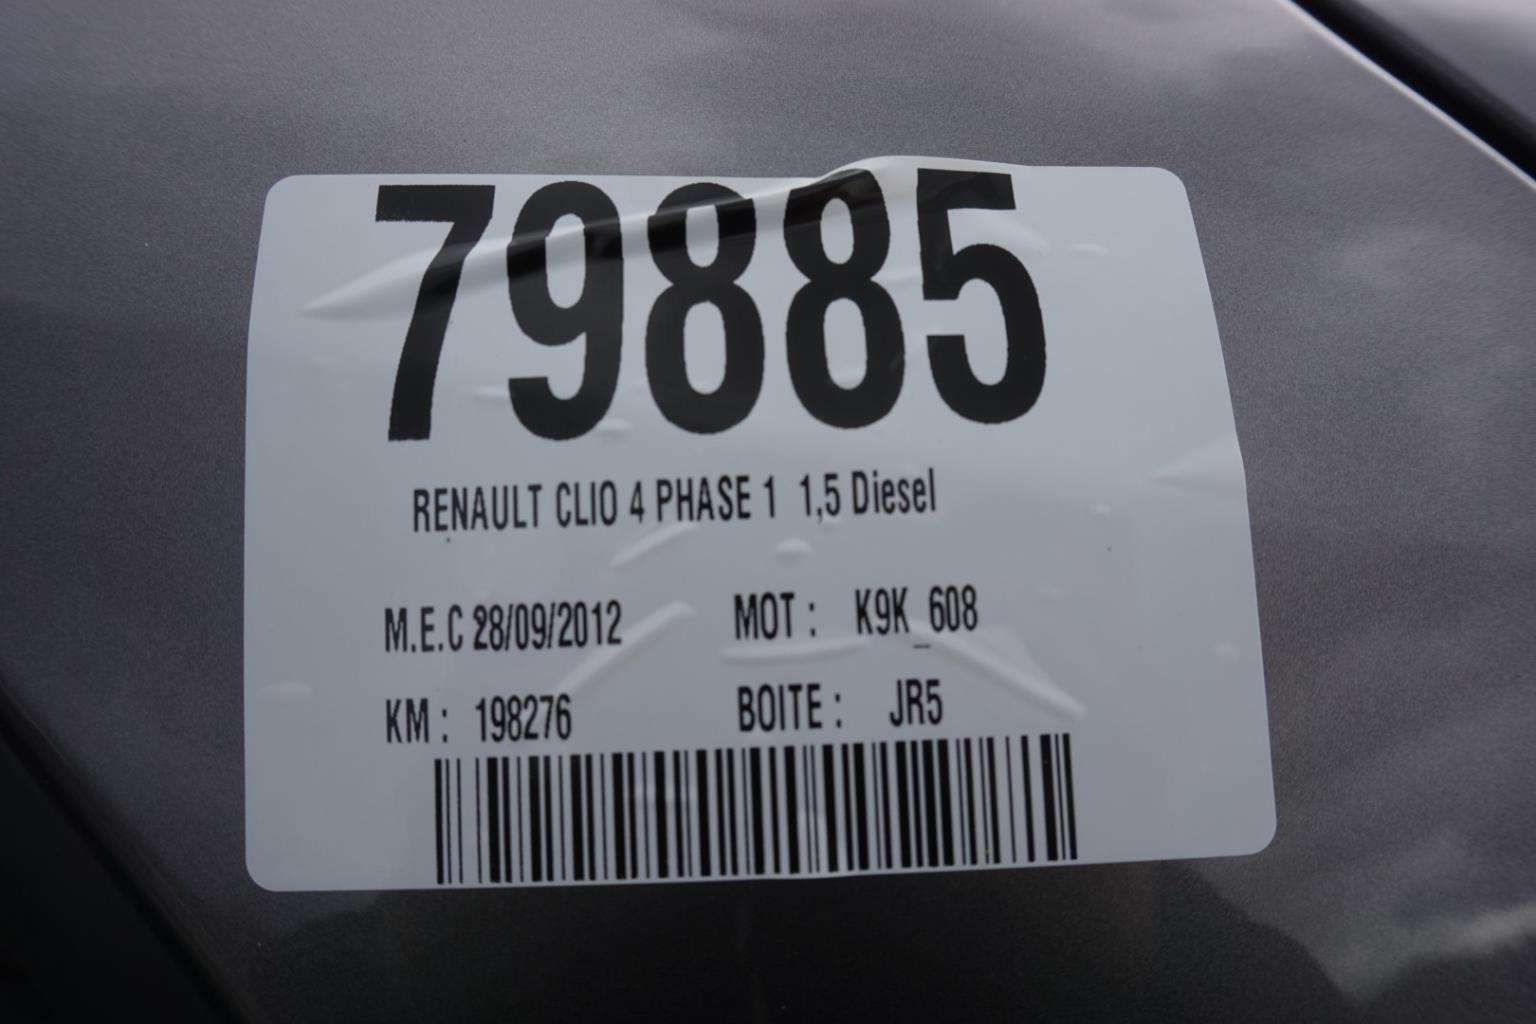 79885
RENAULT CLIO 4 PHASE 1 1,5 Diesel
M.E.C 28/09/2012 MOT : K9K_608
KM : 198276 BOITE : JR5